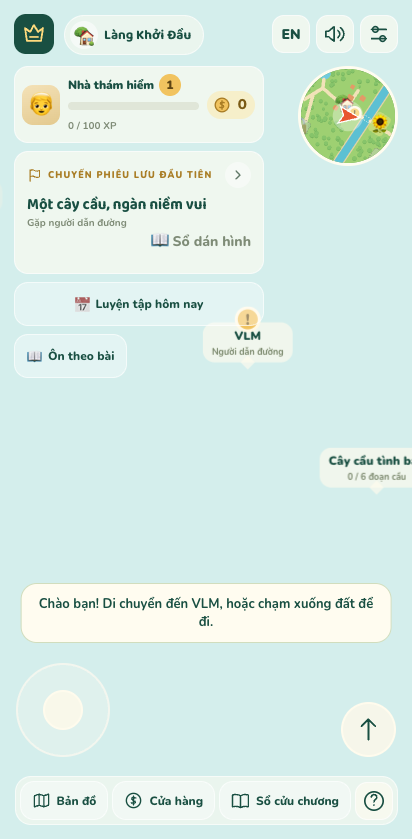 Làng Khởi Đầu
EN
Nhà thám hiểm 1
0
0 / 100 XP
CHUYẾN PHIÊU LƯU ĐẦU TIÊN
Một cây cầu, ngàn niềm vui
Gặp người dẫn đường
Sổ dán hình
Luyện tập hôm nay
!
VLM
Người dẫn đường
Ôn theo bài
Cây cầu tình b
0 / 6 đoạn cầu
Chào bạn! Di chuyển đến VLM, hoặc chạm xuống đất để
đi.
Bản đồ
Cửa hàng
Sổ cửu chương
?